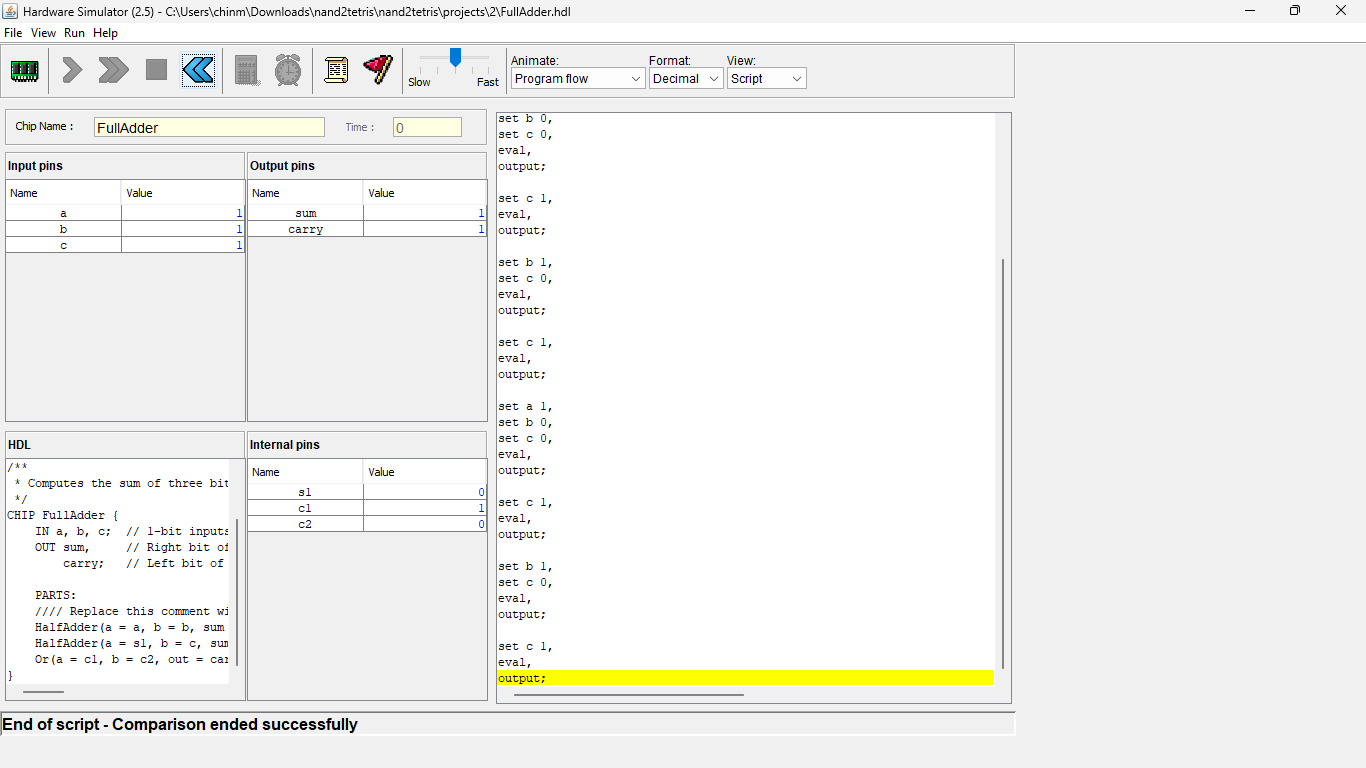 Hardware Simulator (2.5) - C:\Users\chinm\Downloads\nand2tetris\nand2tetris\projects\2\FullAdder.hdl
File View Run Help
Slow Fast
Animate: Format: View:
Program flow Decimal Script
Chip Name : FullAdder Time : 0
Input pins
Name Value
a 1
b 1
c 1
Output pins
Name Value
sum 1
carry 1
HDL
/**
* Computes the sum of three bit
*/
CHIP FullAdder {
IN a, b, c; // 1-bit inputs
OUT sum, // Right bit of
carry; // Left bit of
PARTS:
//// Replace this comment wi
HalfAdder(a = a, b = b, sum
HalfAdder(a = s1, b = c, sum
Or(a = c1, b = c2, out = car
}
Internal pins
Name Value
s1 0
c1 1
c2 0
set b 0,
set c 0,
eval,
output;
set c 1,
eval,
output;
set b 1,
set c 0,
eval,
output;
set c 1,
eval,
output;
set a 1,
set b 0,
set c 0,
eval,
output;
set c 1,
eval,
output;
set b 1,
set c 0,
eval,
output;
set c 1,
eval,
output;
End of script - Comparison ended successfully